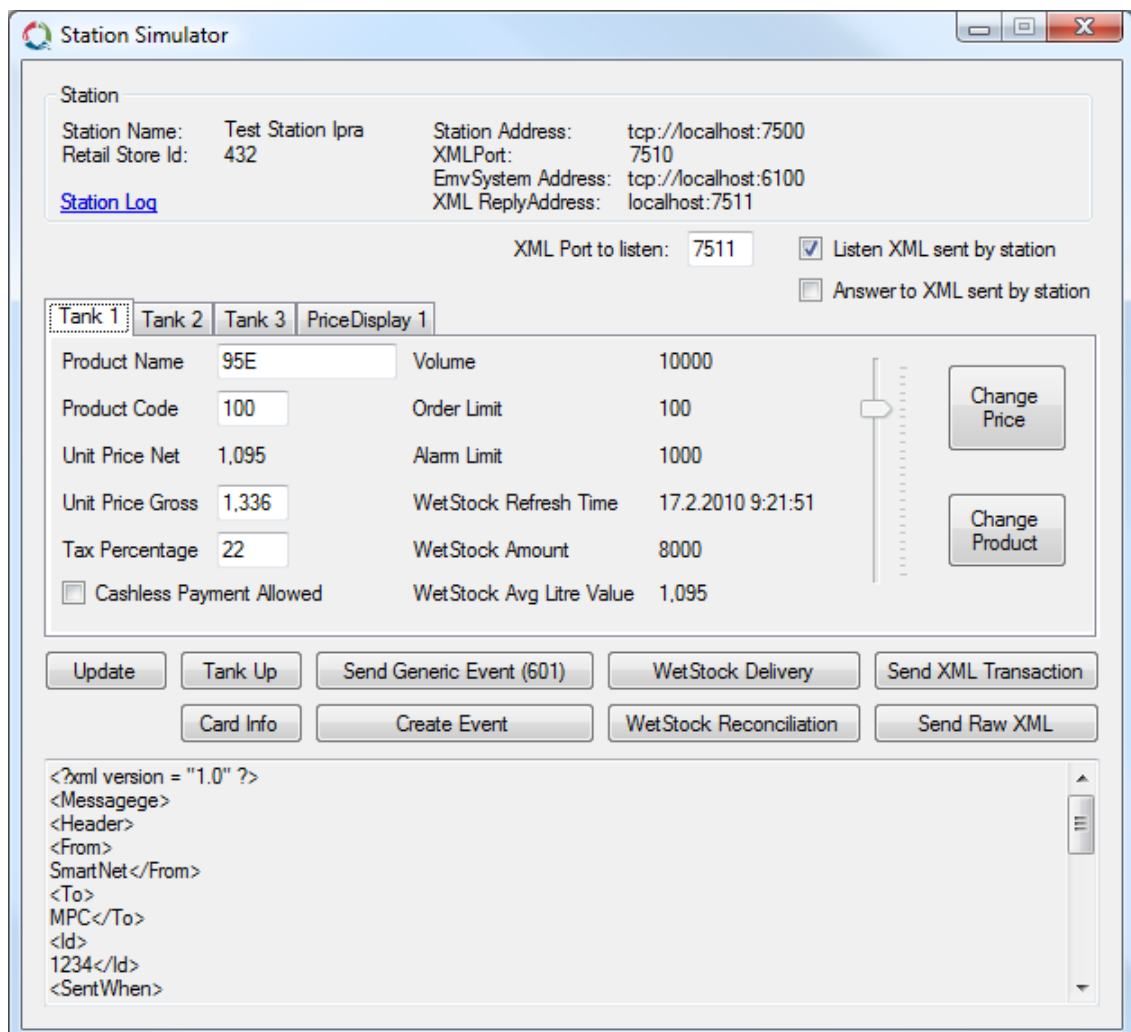 Station Simulator
Station
Station Name: Test Station Ipra Station Address: tcp://localhost:7500
Retail Store Id: 432 XMLPort: 7510
EmvSystem Address: tcp://localhost:6100
Station Log XML ReplyAddress: localhost:7511
XML Port to listen: 7511 Listen XML sent by station
Answer to XML sent by station
Tank 1 Tank 2 Tank 3 PriceDisplay 1
Product Name 95E Volume 10000
Product Code 100 Order Limit 100
Change Price
Unit Price Net 1,095 Alarm Limit 1000
Unit Price Gross 1,336 WetStock Refresh Time 17.2.2010 9:21:51
Change Product
Tax Percentage 22 WetStock Amount 8000
Cashless Payment Allowed WetStock Avg Litre Value 1,095
Update Tank Up Send Generic Event (601) WetStock Delivery Send XML Transaction
Card Info Create Event WetStock Reconciliation Send Raw XML
<?xml version = "1.0" ?>
<Messagege>
<Header>
<From>
SmartNet</From>
<To>
MPC</To>
<Id>
1234</Id>
<SentWhen>